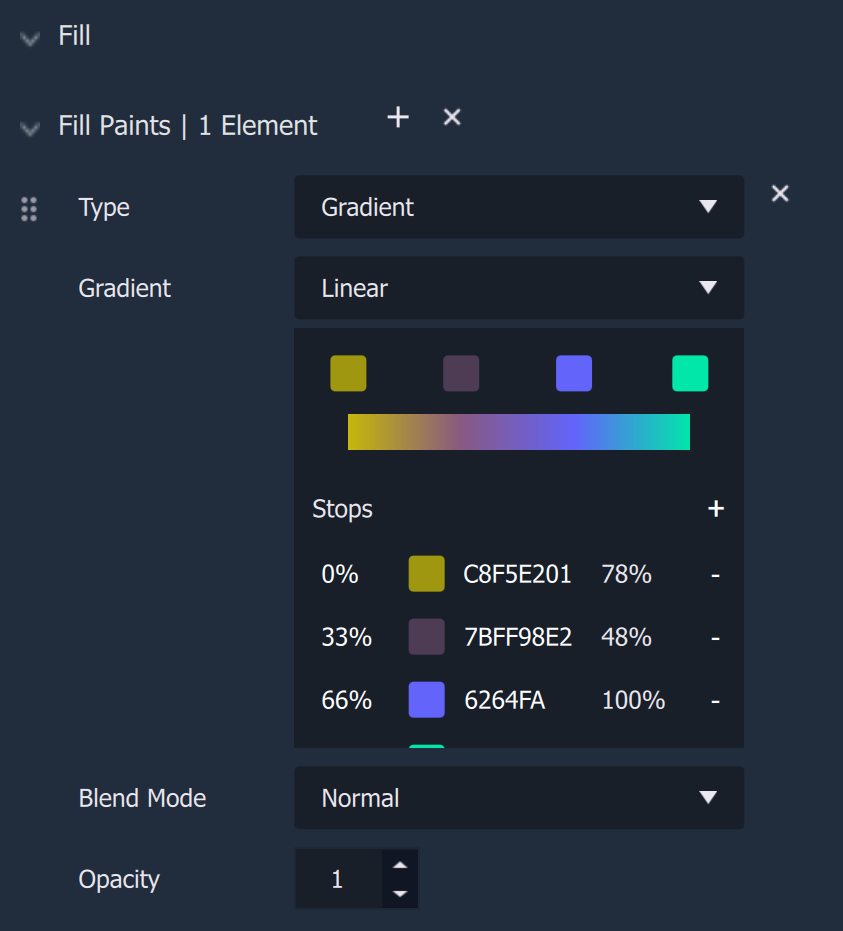 Fill
Fill Paints | 1 Element + ×
Type Gradient ×
Gradient Linear
Stops +
0% C8F5E201 78% -
33% 7BFF98E2 48% -
66% 6264FA 100% -
Blend Mode Normal
Opacity 1